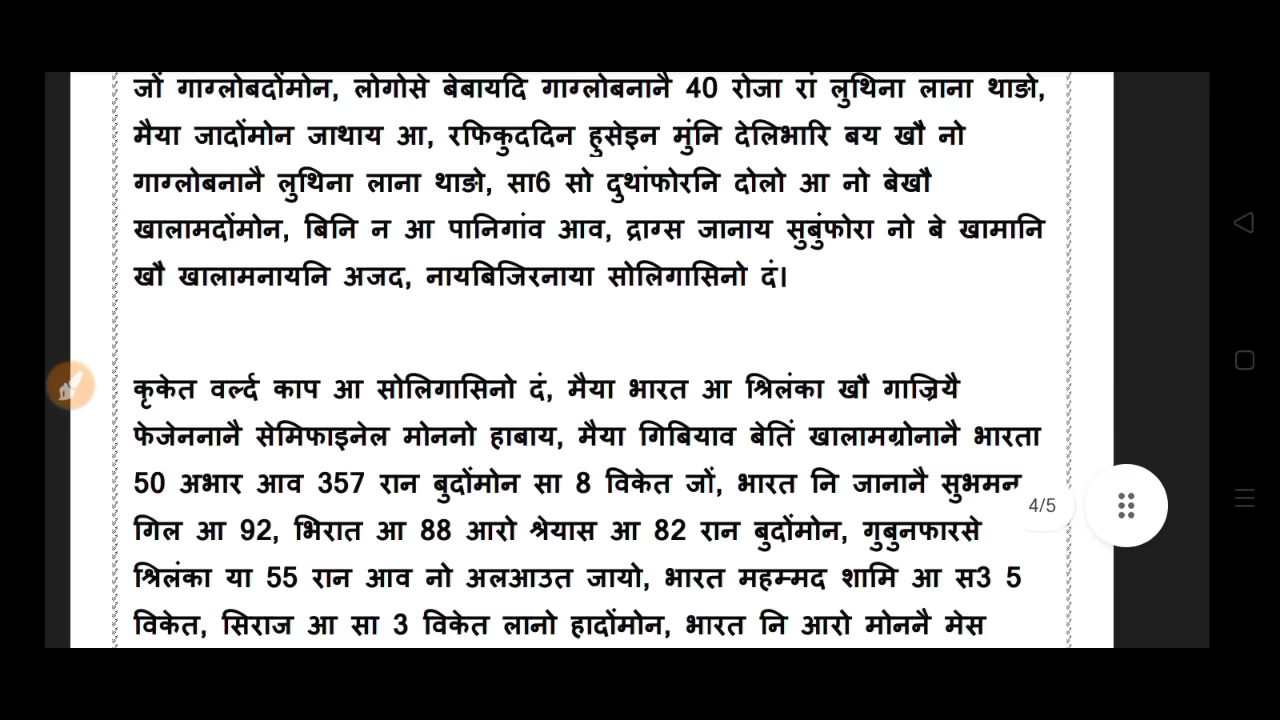 जों गाग्लोबदोंमोन, लोगोसे बेबायदि गाग्लोबनानै 40 रोजा रां लुथिना लाना थाङो,
मैया जादोंमोन जाथाय आ, रफिकुददिन हुसेइन मुंनि देलिभारि बय खौ नो
गाग्लोबनानै लुथिना लाना थाङो, सा6 सो दुथांफोरनि दोलो आ नो बेखौ
खालामदोंमोन, बिनि न आ पानिगांव आव, द्राग्स जानाय सुबुंफोरा नो बे खामानि
खौ खालामनायनि अजद, नायबिजिरनाया सोलिगासिनो दं।
कृकेत वर्ल्द काप आ सोलिगासिनो दं, मैया भारत आ श्रिलंका खौ गाज्रियै
फेजेननानै सेमिफाइनेल मोननो हाबाय, मैया गिबियाव बेतिं खालामग्रोनानै भारता
50 अभार आव 357 रान बुदोंमोन सा 8 विकेत जों, भारत नि जानानै सुभमन
4/5
गिल आ 92, भिरात आ 88 आरो श्रेयास आ 82 रान बुदोंमोन, गुबुनफारसे
श्रिलंका या 55 रान आव नो अलआउत जायो, भारत महम्मद शामि आ स3 5
विकेत, सिराज आ सा 3 विकेत लानो हादोंमोन, भारत नि आरो मोननै मेस